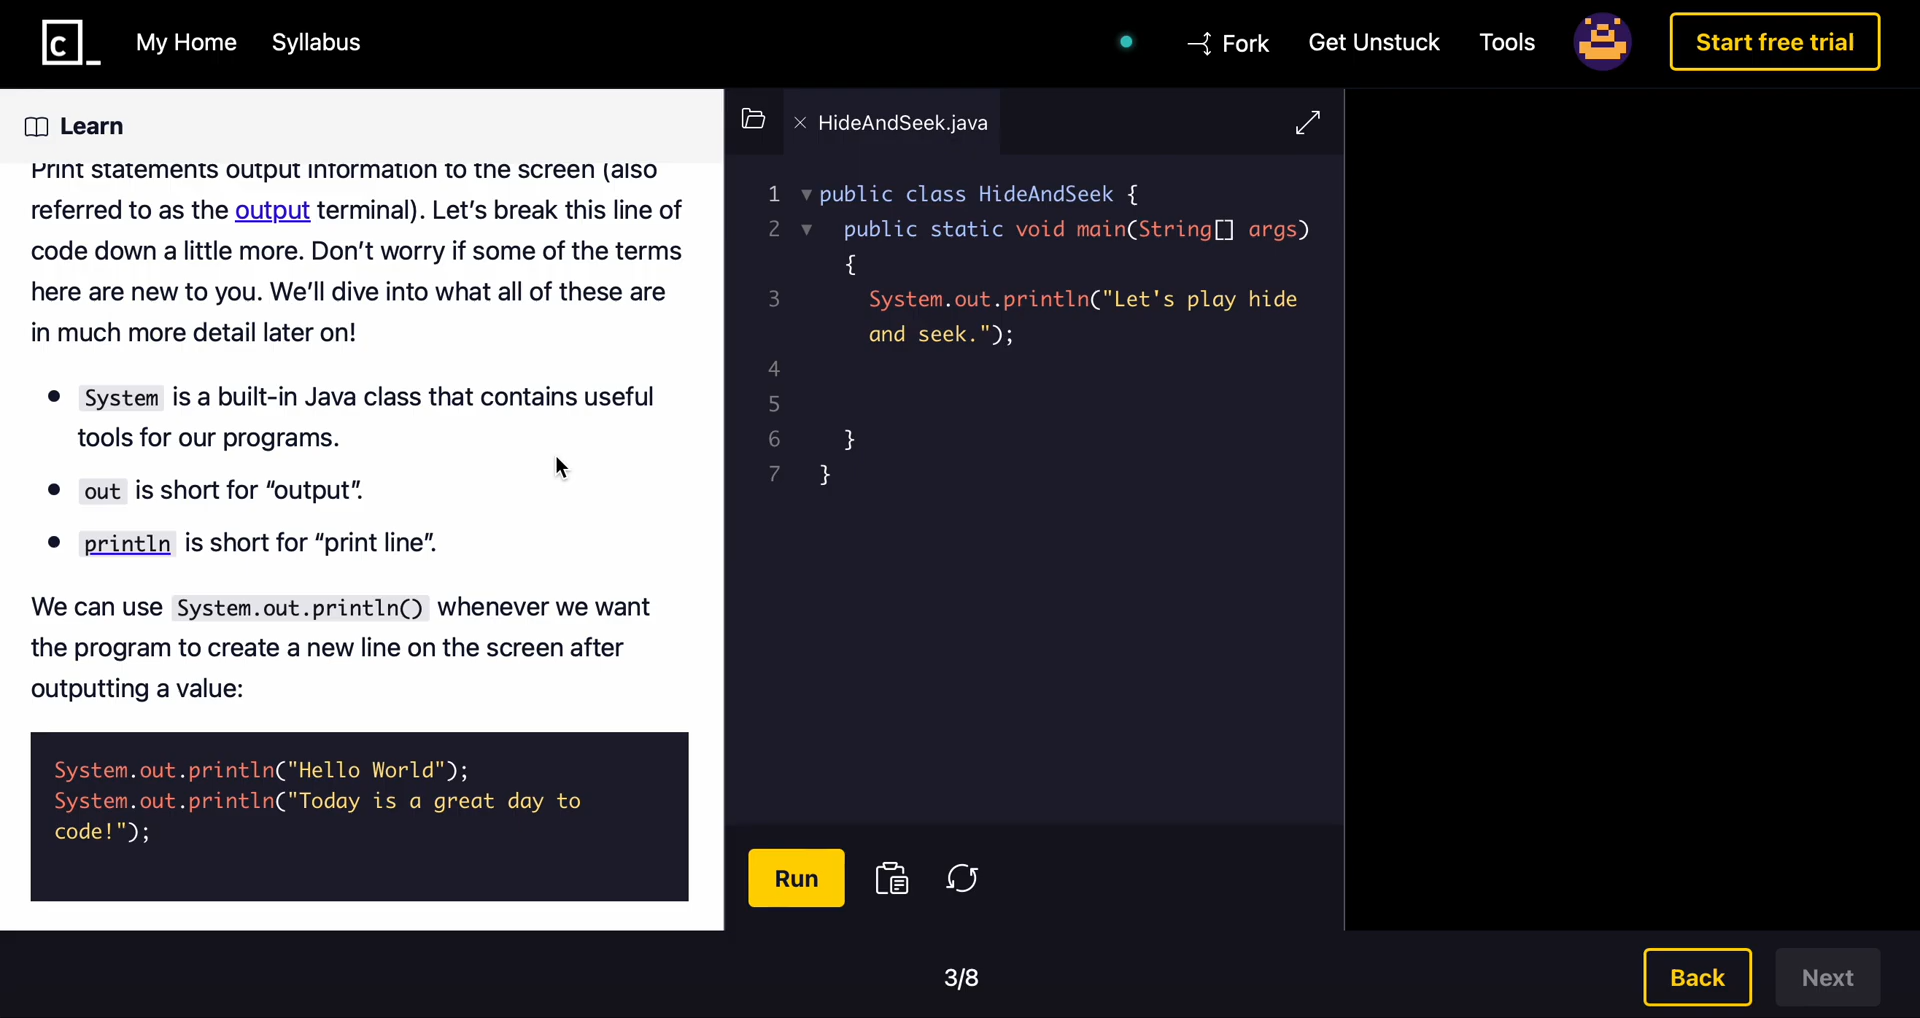 C_
My Home
Syllabus
Fork
Get Unstuck
Tools
Start free trial
Learn
Print statements output information to the screen (also
referred to as the output terminal). Let’s break this line of
code down a little more. Don’t worry if some of the terms
here are new to you. We’ll dive into what all of these are
in much more detail later on!
• System is a built-in Java class that contains useful
tools for our programs.
• out is short for “output”.
• println is short for “print line”.
We can use System.out.println() whenever we want
the program to create a new line on the screen after
outputting a value:
System.out.println("Hello World");
System.out.println("Today is a great day to
code!");
HideAndSeek.java
1 public class HideAndSeek {
2 public static void main(String[] args)
{
3 System.out.println("Let's play hide
and seek.");
4
5
6 }
7 }
Run
3/8
Back
Next